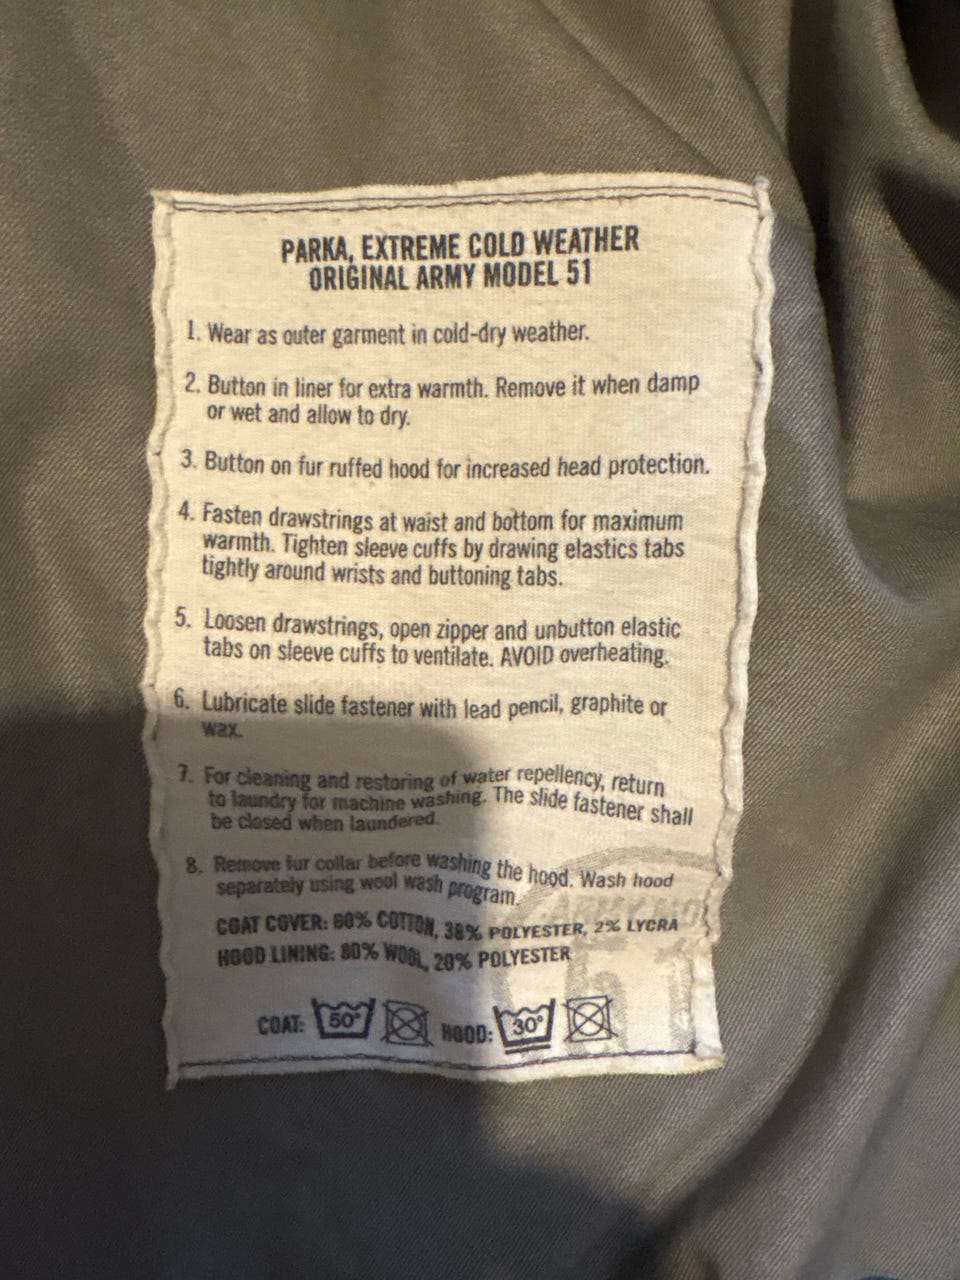 PARKA, EXTREME COLD WEATHER
ORIGINAL ARMY MODEL 51
1. Wear as outer garment in cold-dry weather.
2. Button in liner for extra warmth. Remove it when damp
or wet and allow to dry.
3. Button on fur ruffed hood for increased head protection.
4. Fasten drawstrings at waist and bottom for maximum
warmth. Tighten sleeve cuffs by drawing elastics tabs
tightly around wrists and buttoning tabs.
5. Loosen drawstrings, open zipper and unbutton elastic
tabs on sleeve cuffs to ventilate. AVOID overheating.
6. Lubricate slide fastener with lead pencil, graphite or
wax.
7. For cleaning and restoring of water repellency, return
to laundry for machine washing. The slide fastener shall
be closed when laundered.
8. Remove fur collar before washing the hood. Wash hood
separately using wool wash program.
COAT COVER: 60% COTTON, 38% POLYESTER, 2% LYCRA
HOOD LINING: 80% WOOL, 20% POLYESTER
COAT: 50° HOOD: 30°